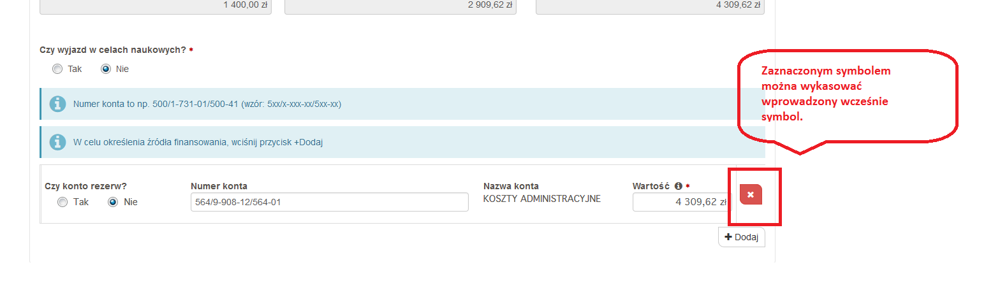 1 400,00 zł 2 909,62 zł 4 309,62 zł
Czy wyjazd w celach naukowych? *
Tak Nie
Numer konta to np. 500/1-731-01/500-41 (wzór: 5xx/x-xxx-xx/5xx-xx)
W celu określenia źródła finansowania, wciśnij przycisk +Dodaj
Zaznaczonym symbolem
można wykasować
wprowadzony wcześnie
symbol.
Czy konto rezerw? Numer konta Nazwa konta Wartość *
Tak Nie 564/9-908-12/564-01 KOSZTY ADMINISTRACYJNE 4 309,62 zł
+ Dodaj